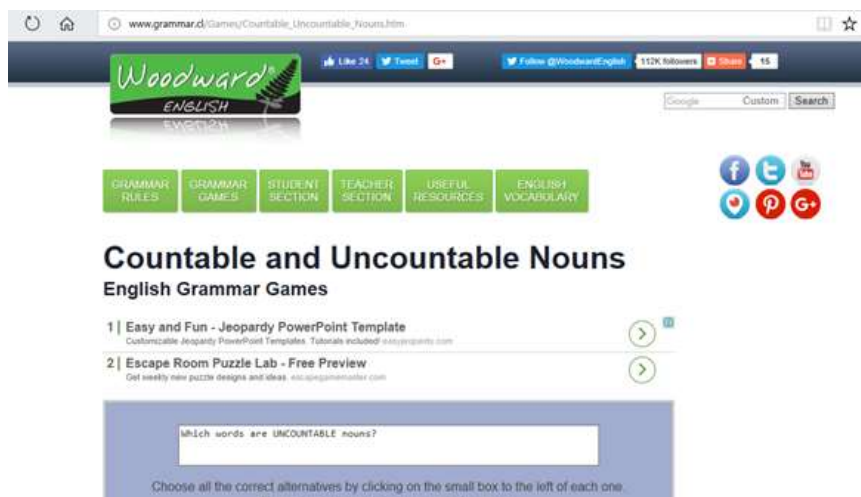 www.grammar.cl/Games/Countable_Uncountable_Nouns.htm
Woodward®
ENGLISH
Like 24 Tweet G+ Follow @WoodwardEnglish 112K followers Share 15
Google Custom Search
GRAMMAR RULES
GRAMMAR GAMES
STUDENT SECTION
TEACHER SECTION
USEFUL RESOURCES
ENGLISH VOCABULARY
You Tube
G+
Countable and Uncountable Nouns
English Grammar Games
1 | Easy and Fun - Jeopardy PowerPoint Template
Customizable Jeopardy PowerPoint Templates. Tutorials included!
2 | Escape Room Puzzle Lab - Free Preview
Get weekly new puzzle designs and ideas. escapegamemaster.com
Which words are UNCOUNTABLE nouns?
Choose all the correct alternatives by clicking on the small box to the left of each one.